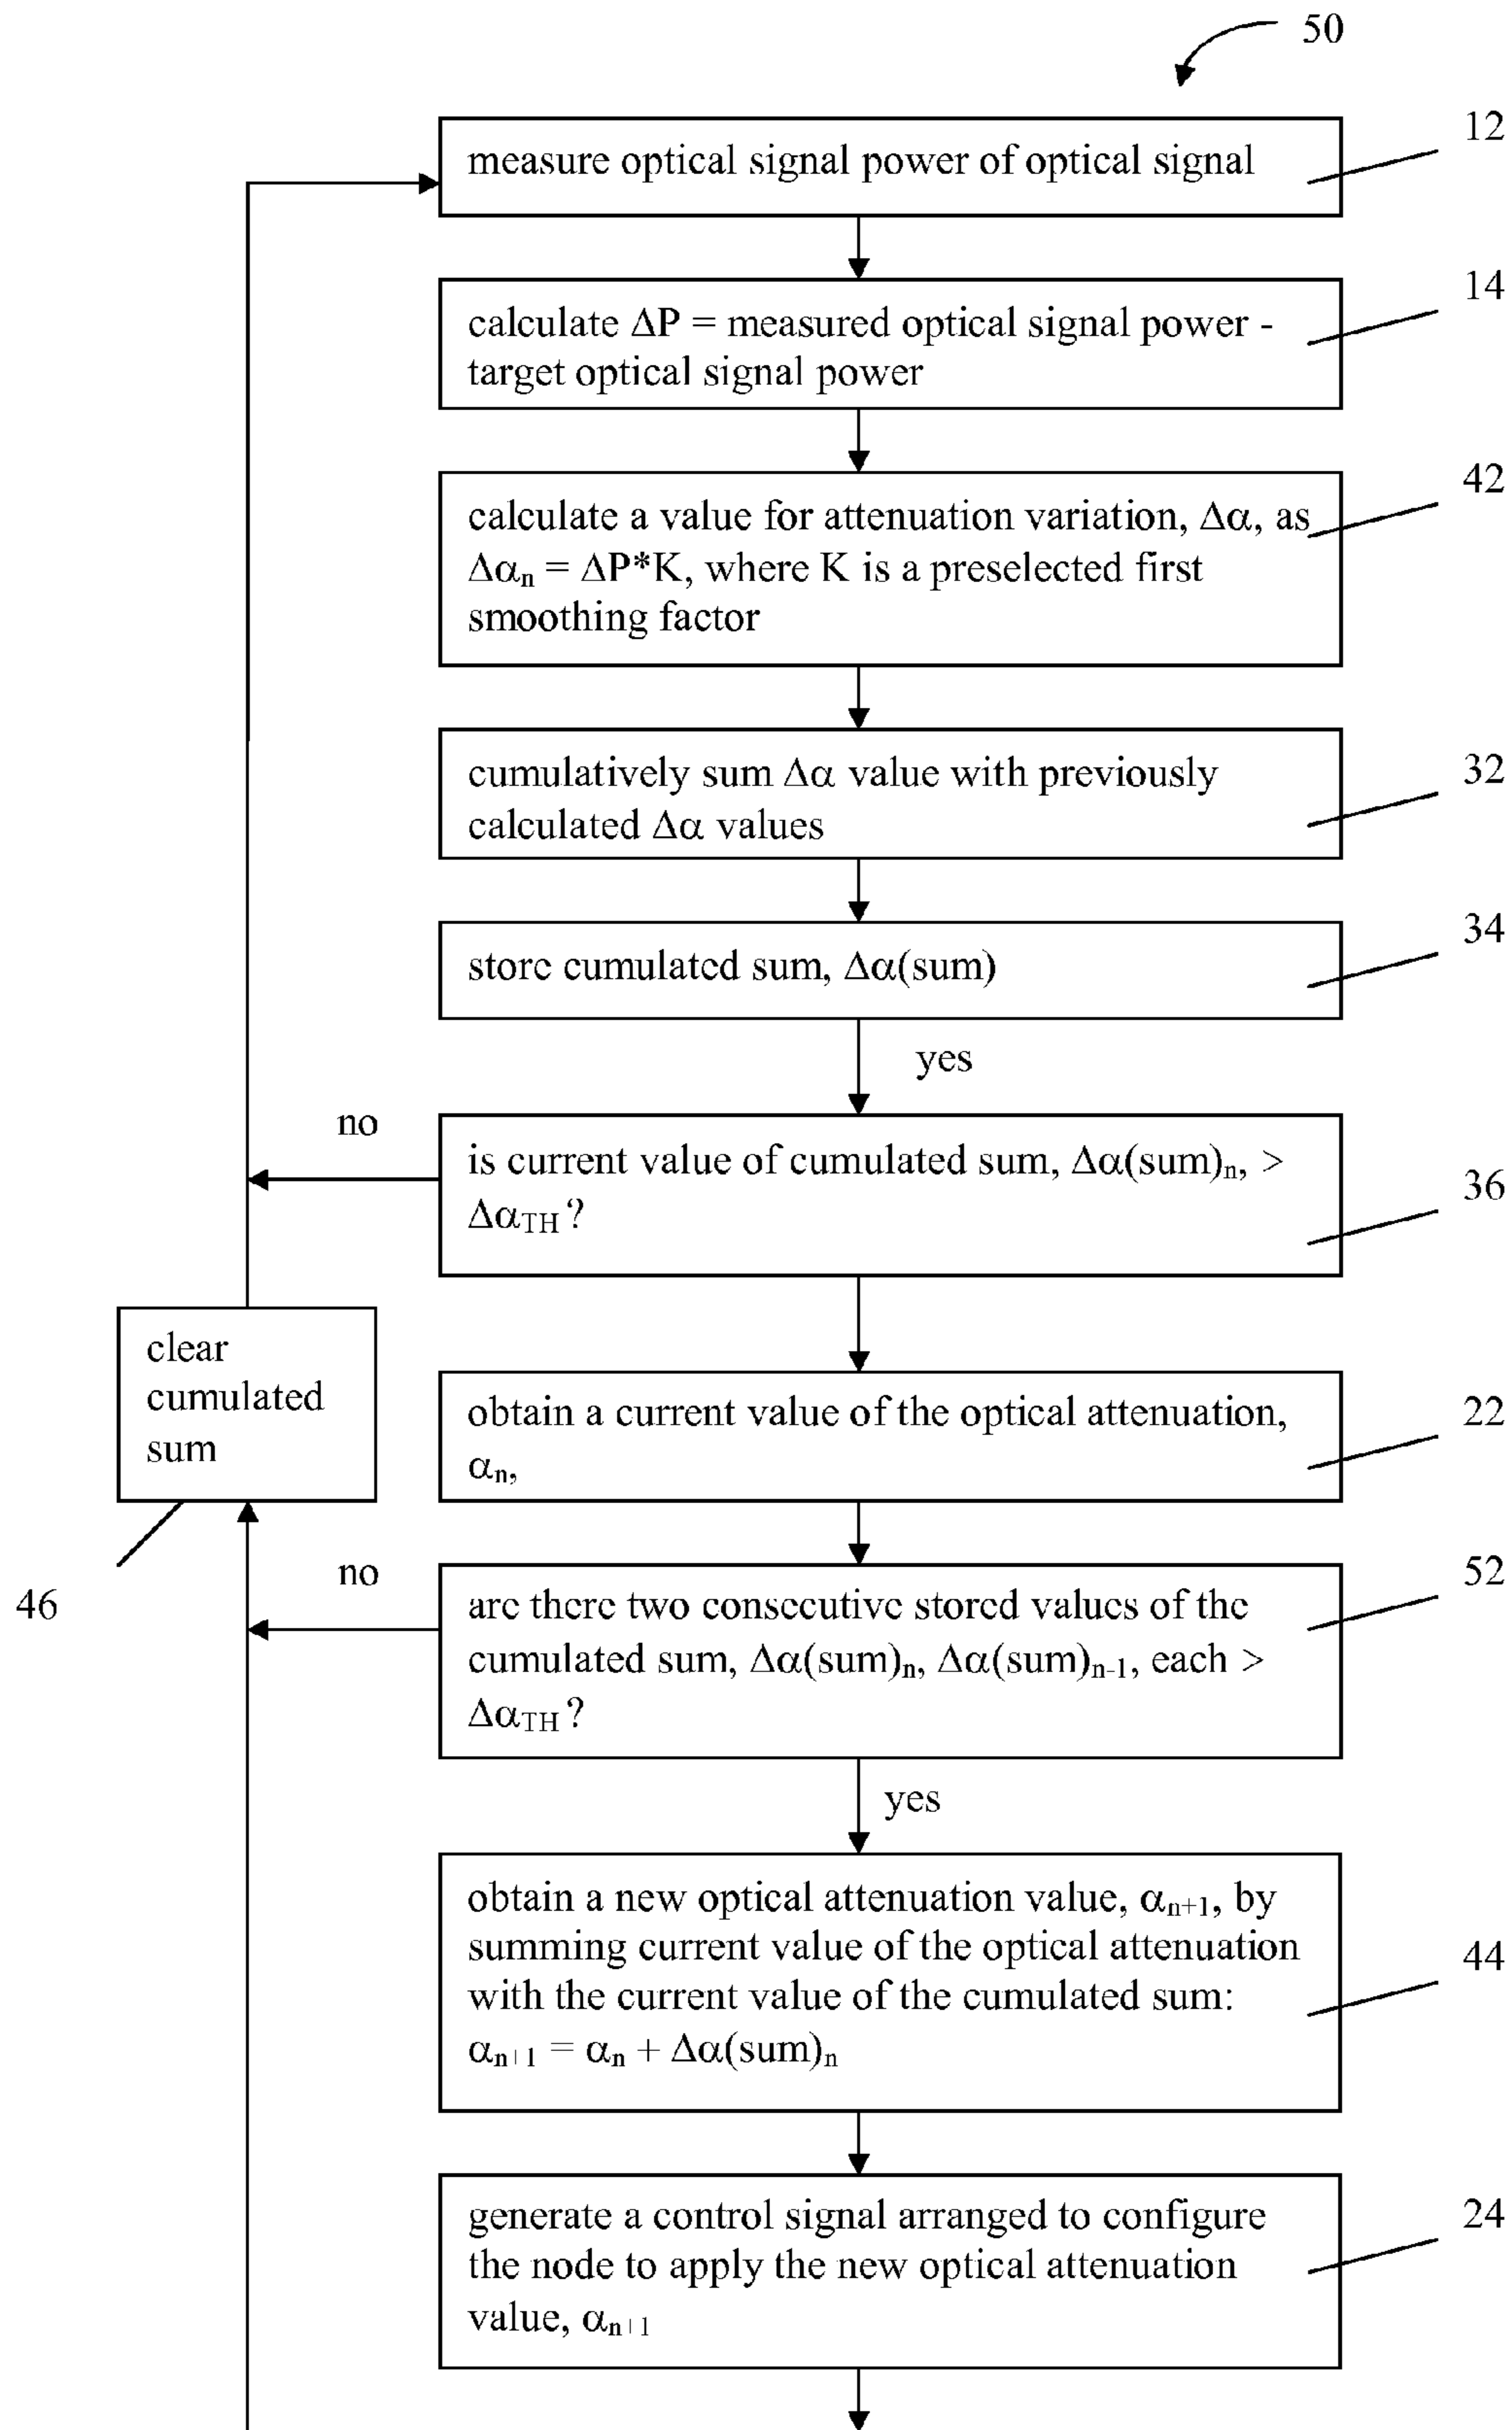 50
measure optical signal power of optical signal
12
calculate ΔP = measured optical signal power -
target optical signal power
14
calculate a value for attenuation variation, Δα, as
Δαₙ = ΔP*K, where K is a preselected first
smoothing factor
42
cumulatively sum Δα value with previously
calculated Δα values
32
store cumulated sum, Δα(sum)
34
yes
no
is current value of cumulated sum, Δα(sum)ₙ, >
Δα_TH ?
36
clear
cumulated
sum
46
obtain a current value of the optical attenuation,
αₙ,
22
no
are there two consecutive stored values of the
cumulated sum, Δα(sum)ₙ, Δα(sum)ₙ₋₁, each >
Δα_TH ?
52
yes
obtain a new optical attenuation value, αₙ₊₁, by
summing current value of the optical attenuation
with the current value of the cumulated sum:
αₙ₊₁ = αₙ + Δα(sum)ₙ
44
generate a control signal arranged to configure
the node to apply the new optical attenuation
value, αₙ₊₁
24